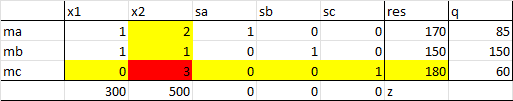 x1 x2 sa sb sc res q
ma 1 2 1 0 0 170 85
mb 1 1 0 1 0 150 150
mc 0 3 0 0 1 180 60
300 500 0 0 0 z